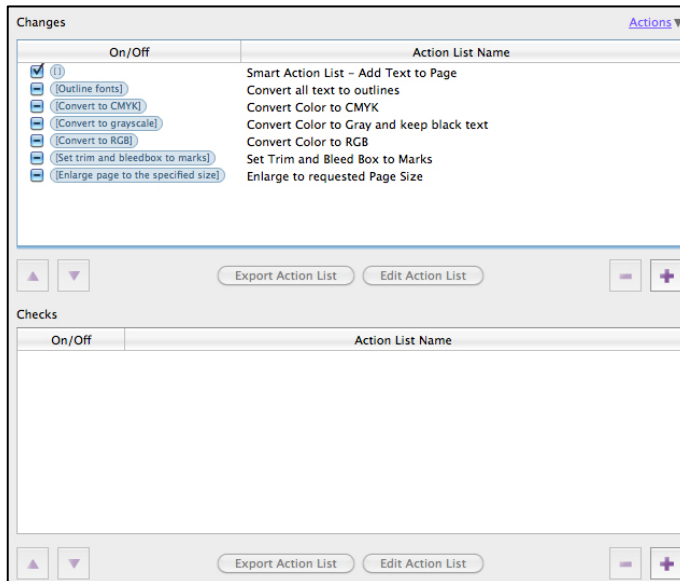 Changes Actions▼
On/Off Action List Name
[] Smart Action List - Add Text to Page
[Outline fonts] Convert all text to outlines
[Convert to CMYK] Convert Color to CMYK
[Convert to grayscale] Convert Color to Gray and keep black text
[Convert to RGB] Convert Color to RGB
[Set trim and bleedbox to marks] Set Trim and Bleed Box to Marks
[Enlarge page to the specified size] Enlarge to requested Page Size
Export Action List Edit Action List
Checks
On/Off Action List Name
Export Action List Edit Action List